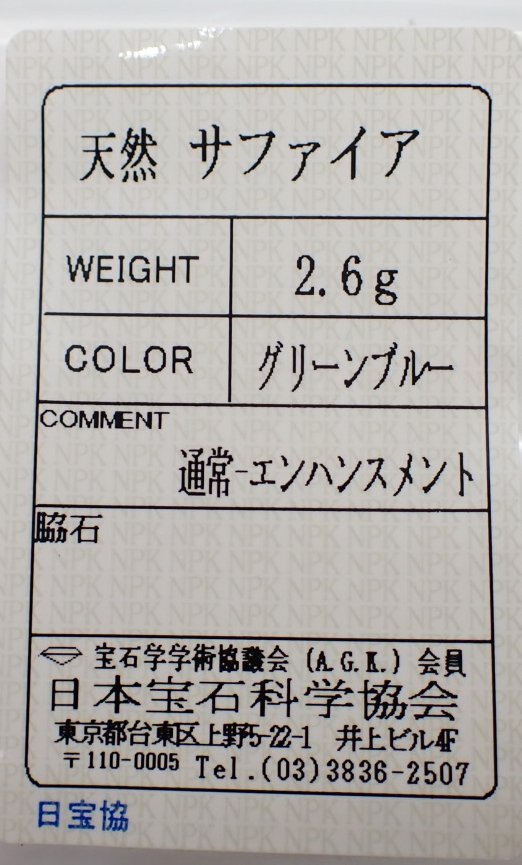 天然 サファイア
WEIGHT 2.6g
COLOR グリーンブルー
COMMENT
通常-エンハンスメント
脇石
宝石学学術協議会 (A.G.K.) 会員
日本宝石科学協会
東京都台東区上野5-22-1 井上ビル4F
〒110-0005 Tel.(03)3836-2507
日宝協